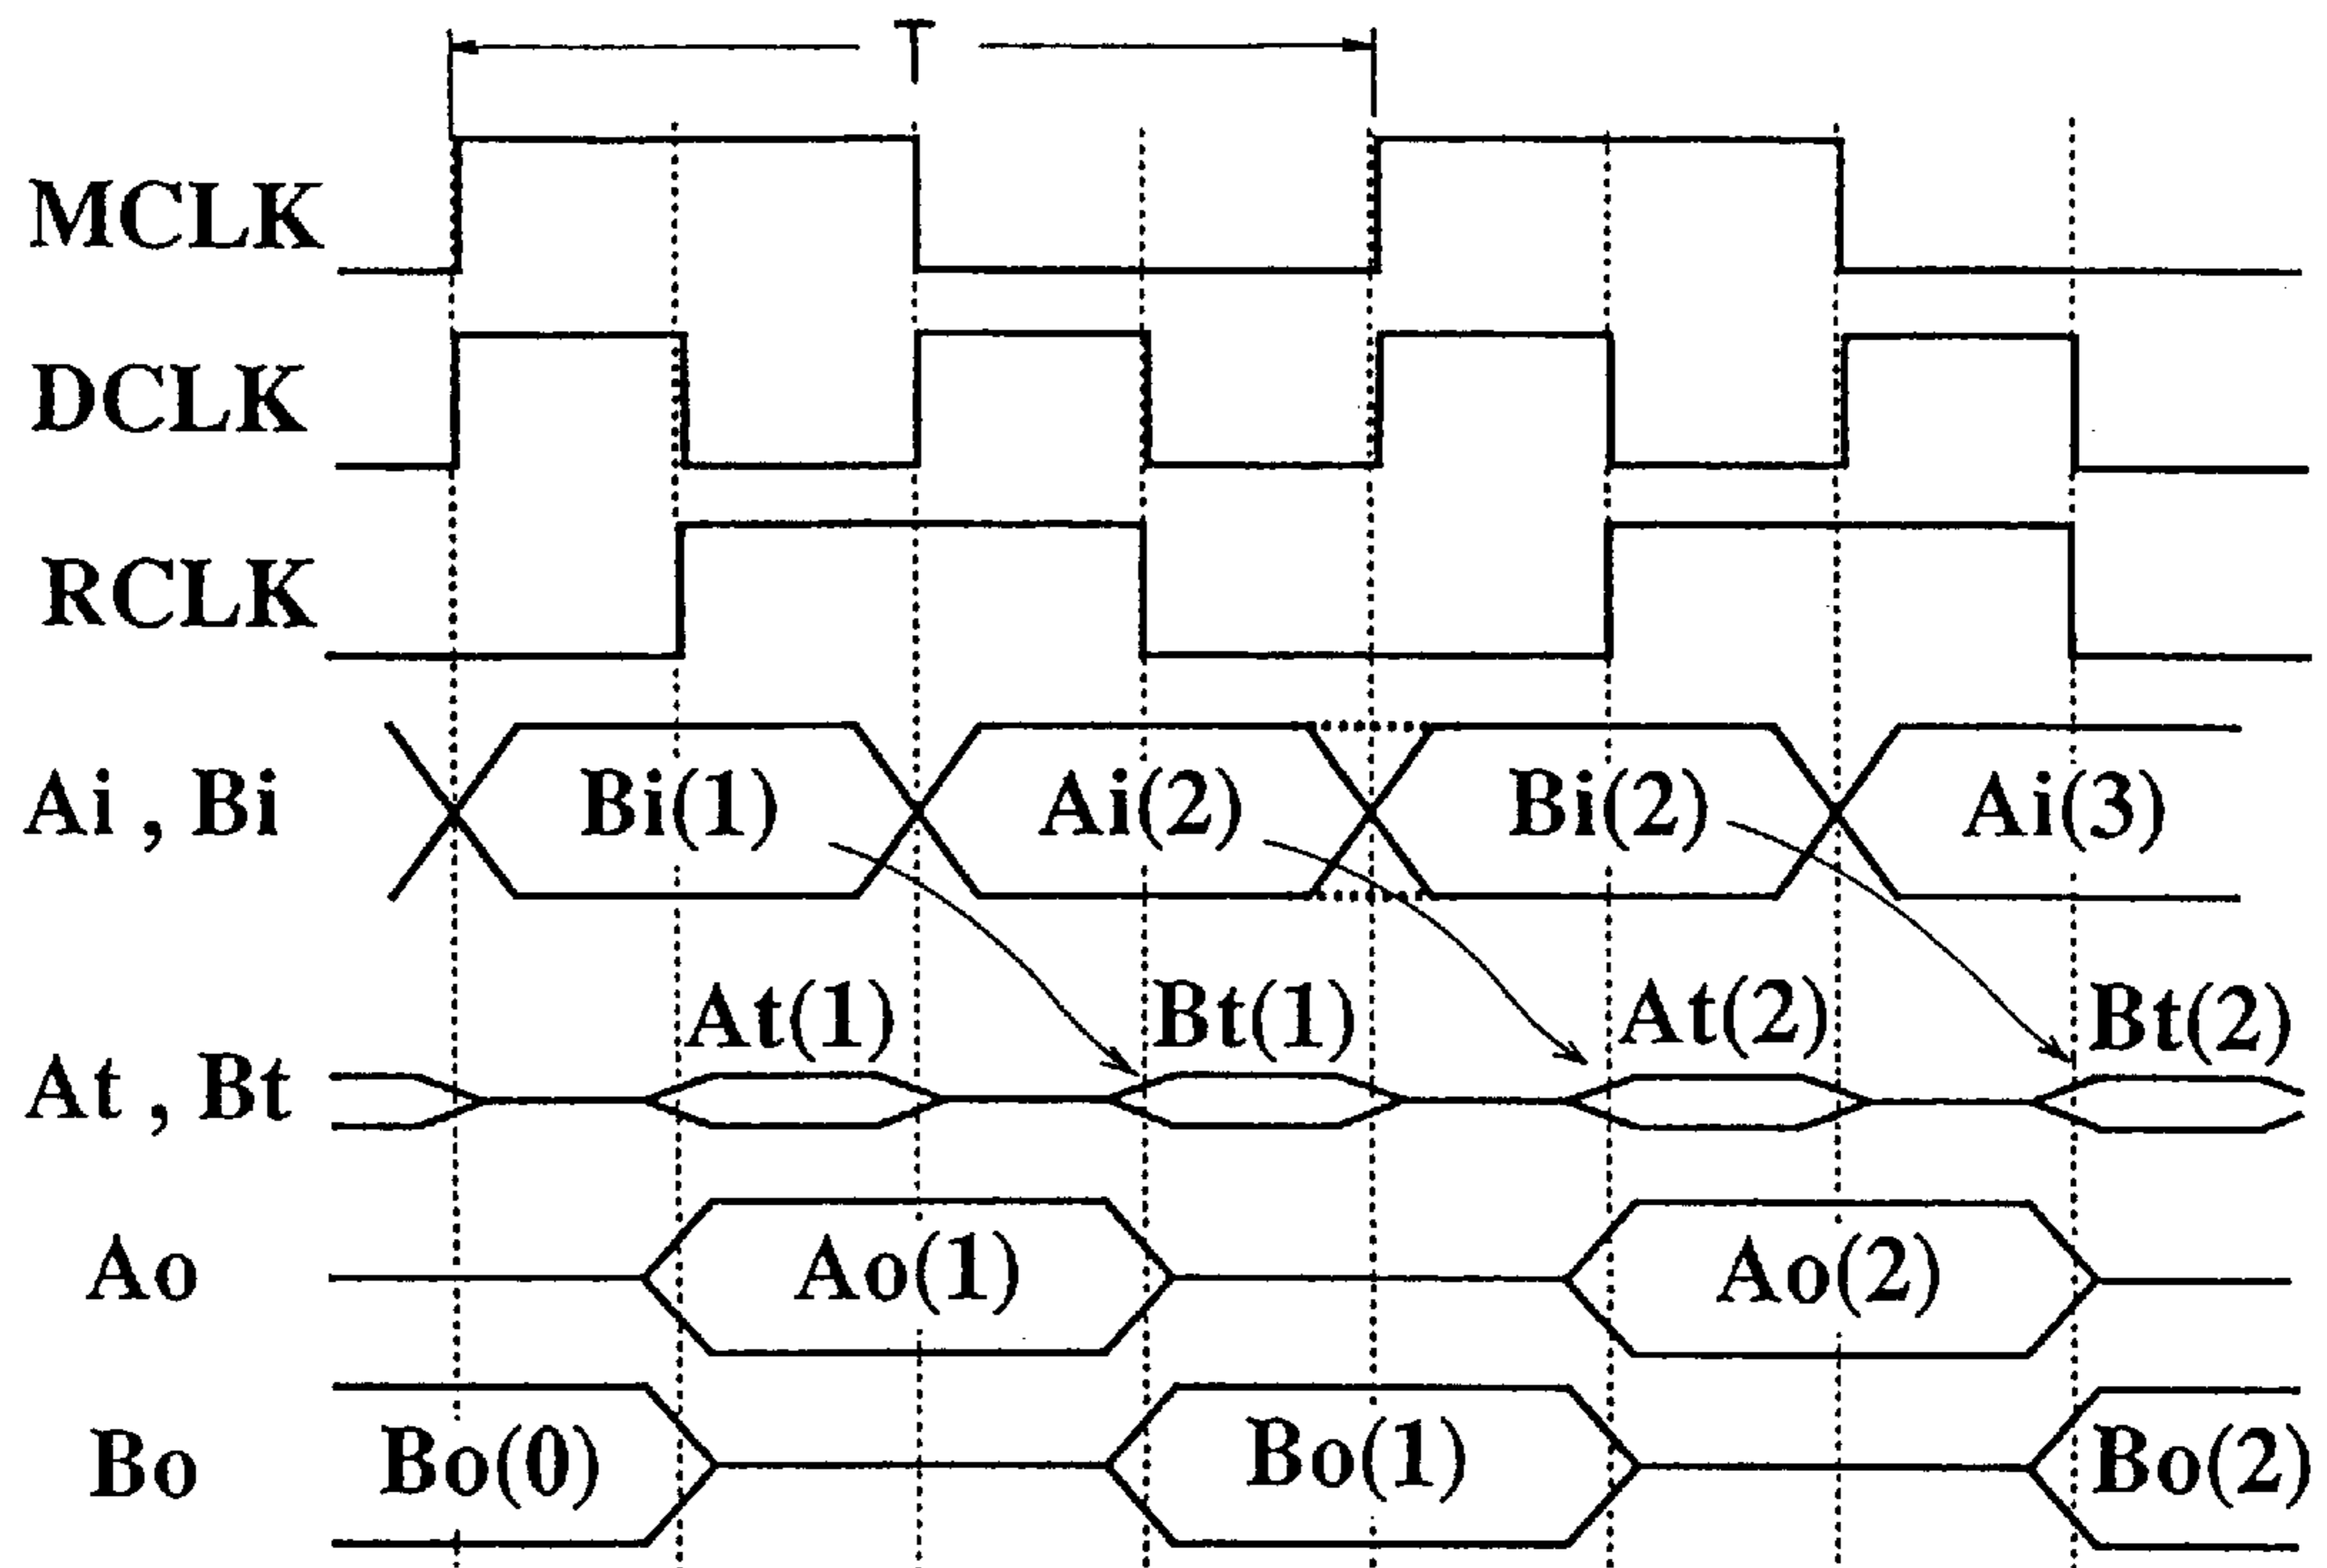 T
MCLK
DCLK
RCLK
Ai , Bi Bi(1) Ai(2) Bi(2) Ai(3)
At(1) Bt(1) At(2) Bt(2)
At , Bt
Ao Ao(1) Ao(2)
Bo Bo(0) Bo(1) Bo(2)